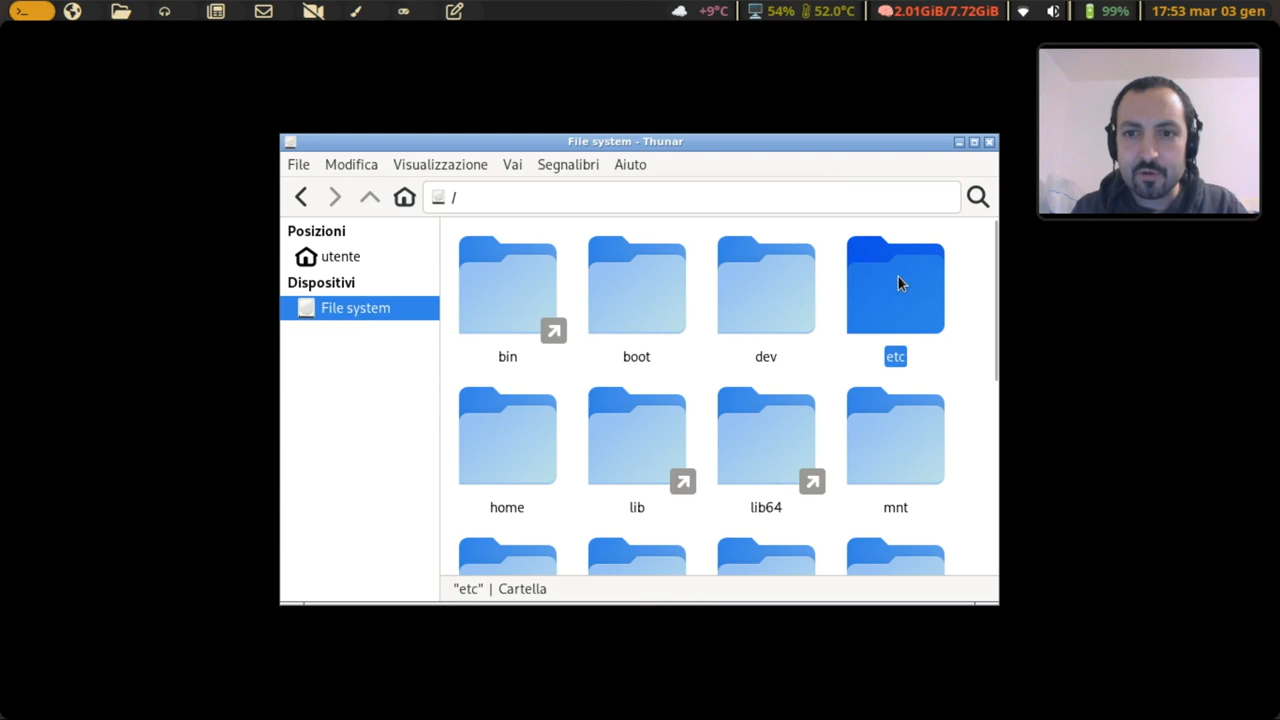 >_ +9°C 54% 52.0°C 2.01GiB/7.72GiB 99% 17:53 mar 03 gen
File system - Thunar
File Modifica Visualizzazione Vai Segnalibri Aiuto
/
Posizioni
utente
Dispositivi
File system
bin boot dev etc
home lib lib64 mnt
"etc" | Cartella